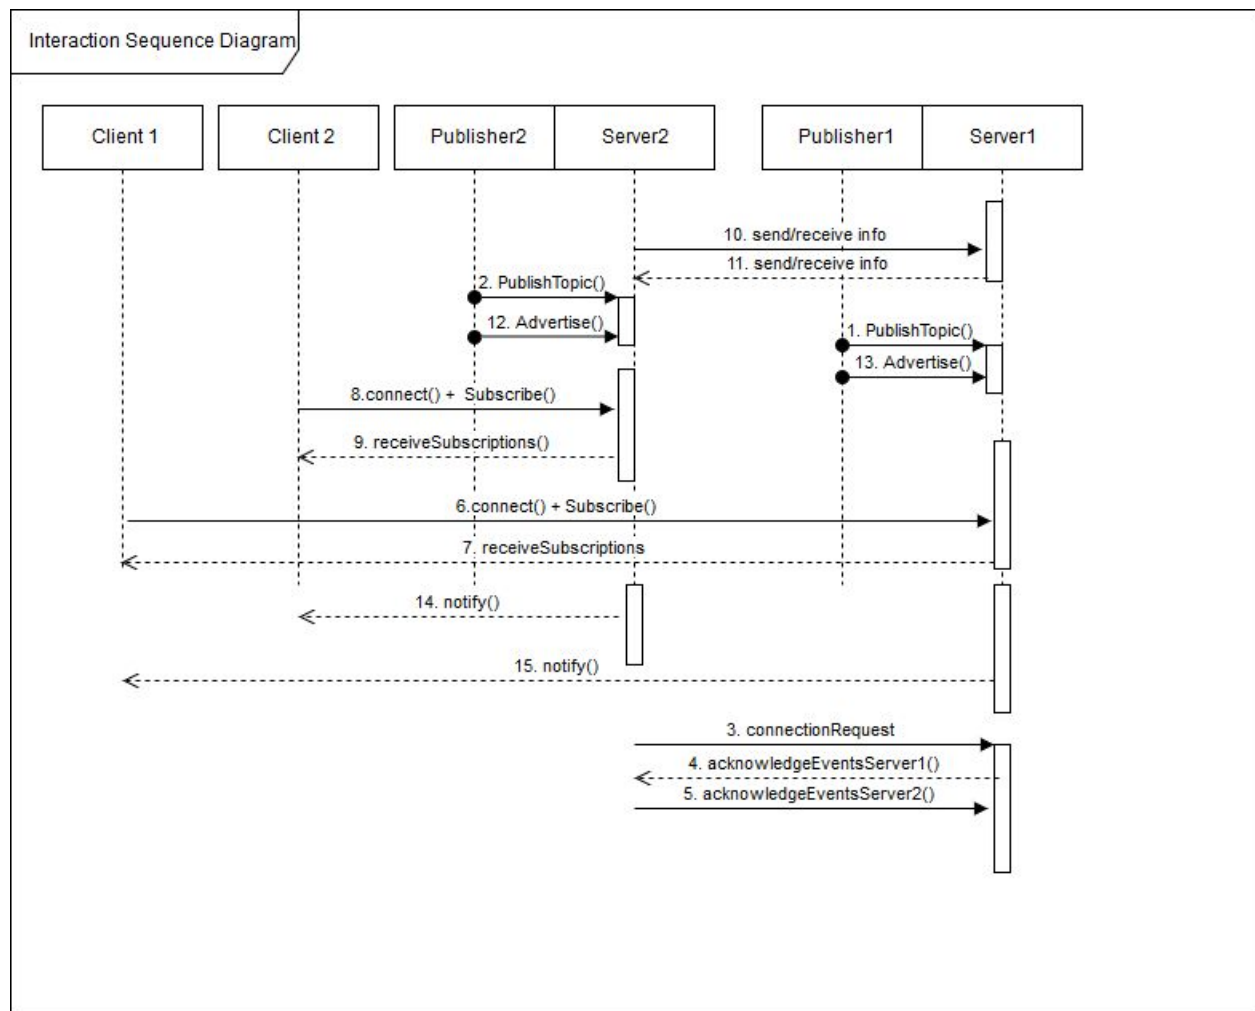 Interaction Sequence Diagram
Client 1
Client 2
Publisher2
Server2
Publisher1
Server1
10. send/receive info
11. send/receive info
2. PublishTopic()
12. Advertise()
1. PublishTopic()
13. Advertise()
8.connect() + Subscribe()
9. receiveSubscriptions()
6.connect() + Subscribe()
7. receiveSubscriptions
14. notify()
15. notify()
3. connectionRequest
4. acknowledgeEventsServer1()
5. acknowledgeEventsServer2()